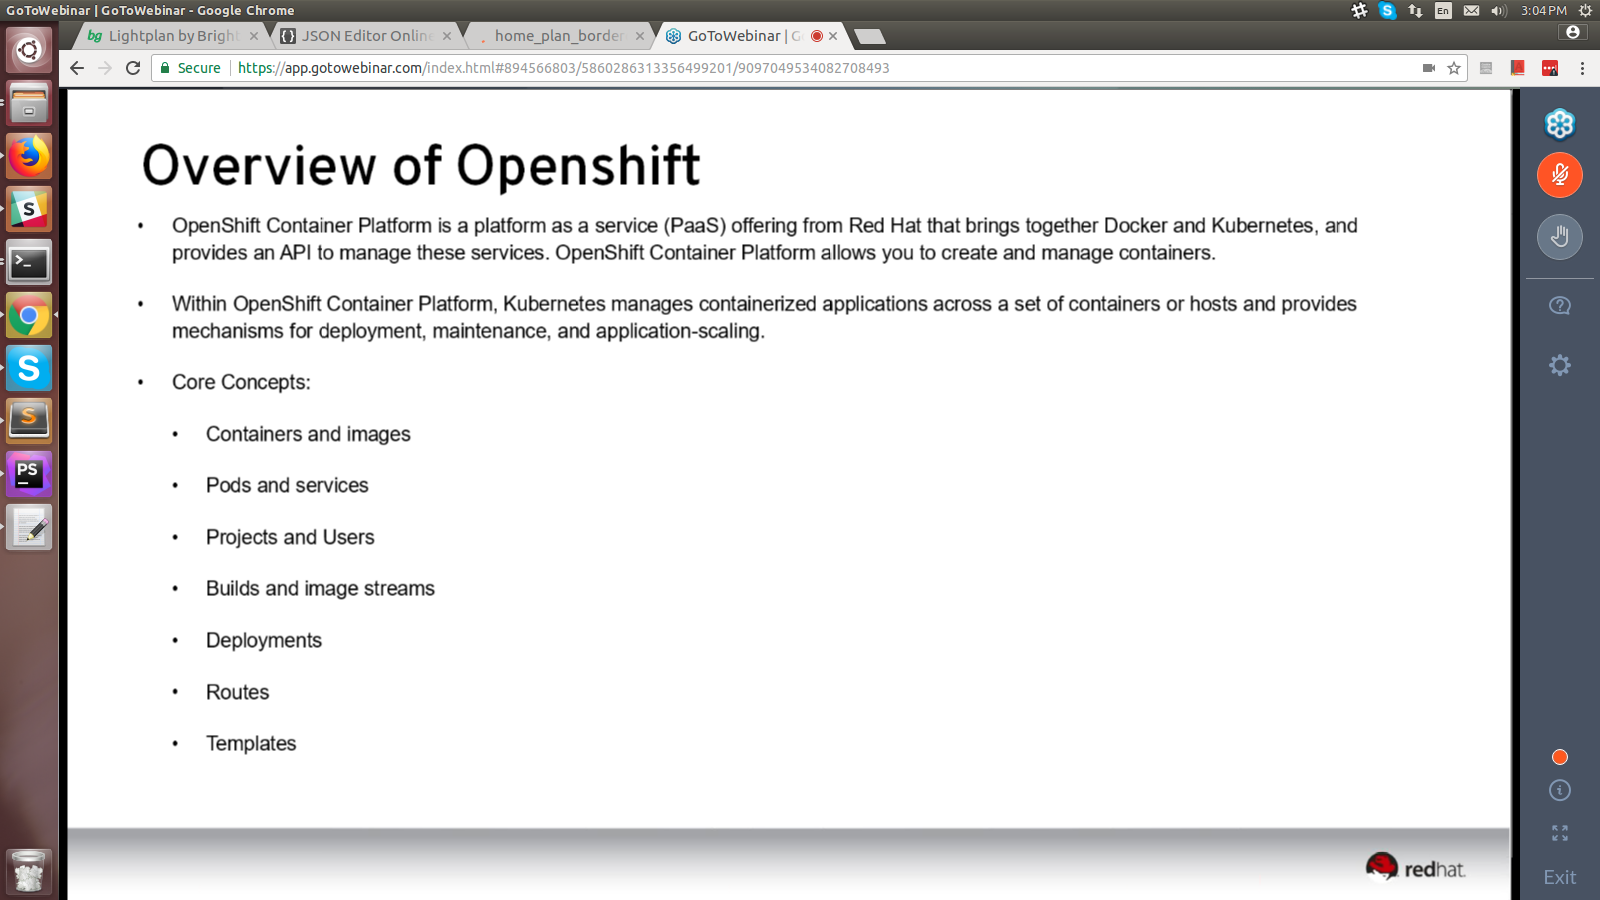 GoToWebinar | GoToWebinar - Google Chrome
En
3:04 PM
bg Lightplan by Brigh
JSON Editor Online
home_plan_border
GoToWebinar | G
Secure
https://app.gotowebinar.com/index.html#894566803/5860286313356499201/9097049534082708493
Overview of Openshift
• OpenShift Container Platform is a platform as a service (PaaS) offering from Red Hat that brings together Docker and Kubernetes, and
provides an API to manage these services. OpenShift Container Platform allows you to create and manage containers.
• Within OpenShift Container Platform, Kubernetes manages containerized applications across a set of containers or hosts and provides
mechanisms for deployment, maintenance, and application-scaling.
• Core Concepts:
• Containers and images
• Pods and services
• Projects and Users
• Builds and image streams
• Deployments
• Routes
• Templates
redhat.
Exit
S
S
S
PS